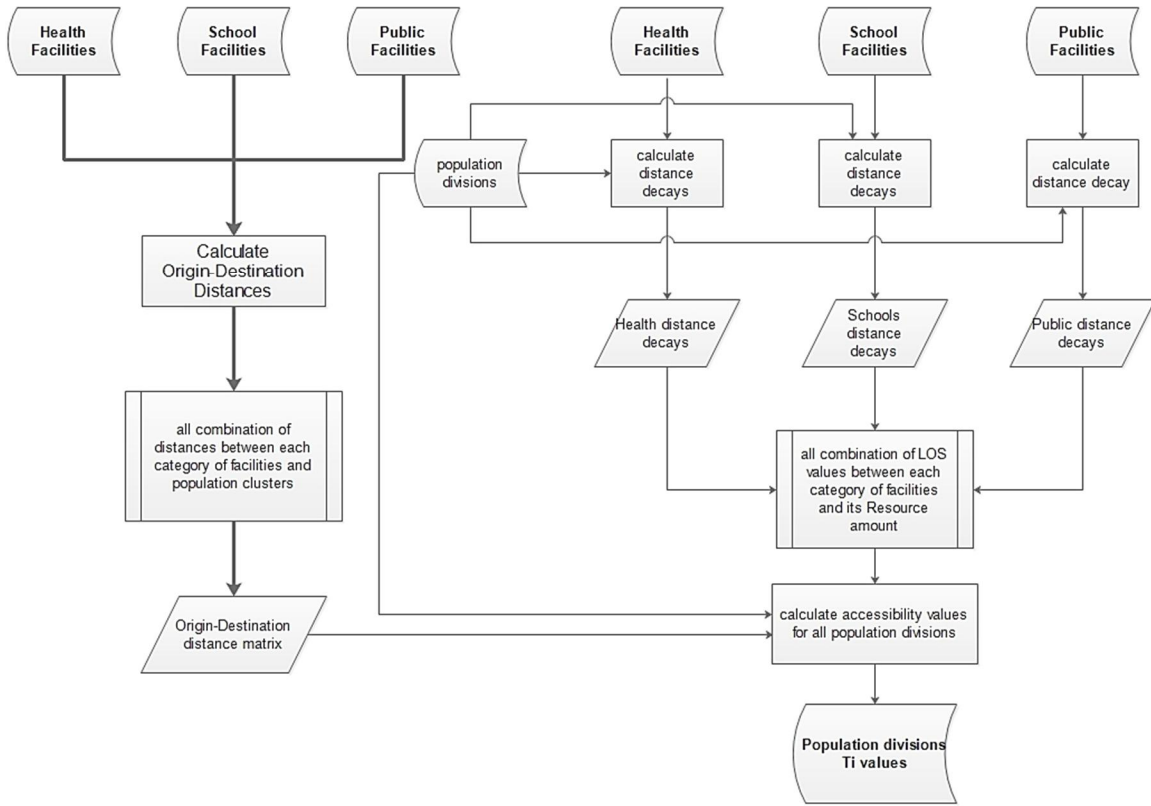 Health
Facilities
School
Facilities
Public
Facilities
Health
Facilities
School
Facilities
Public
Facilities
population
divisions
calculate
distance
decays
calculate
distance
decays
calculate
distance decay
Calculate
Origin-Destination
Distances
Health distance
decays
Schools
distance
decays
Public distance
decays
all combination of
distances between each
category of facilities and
population clusters
all combination of LOS
values between each
category of facilities
and its Resource
amount
Origin-Destination
distance matrix
calculate accessibility values
for all population divisions
Population divisions
Ti values